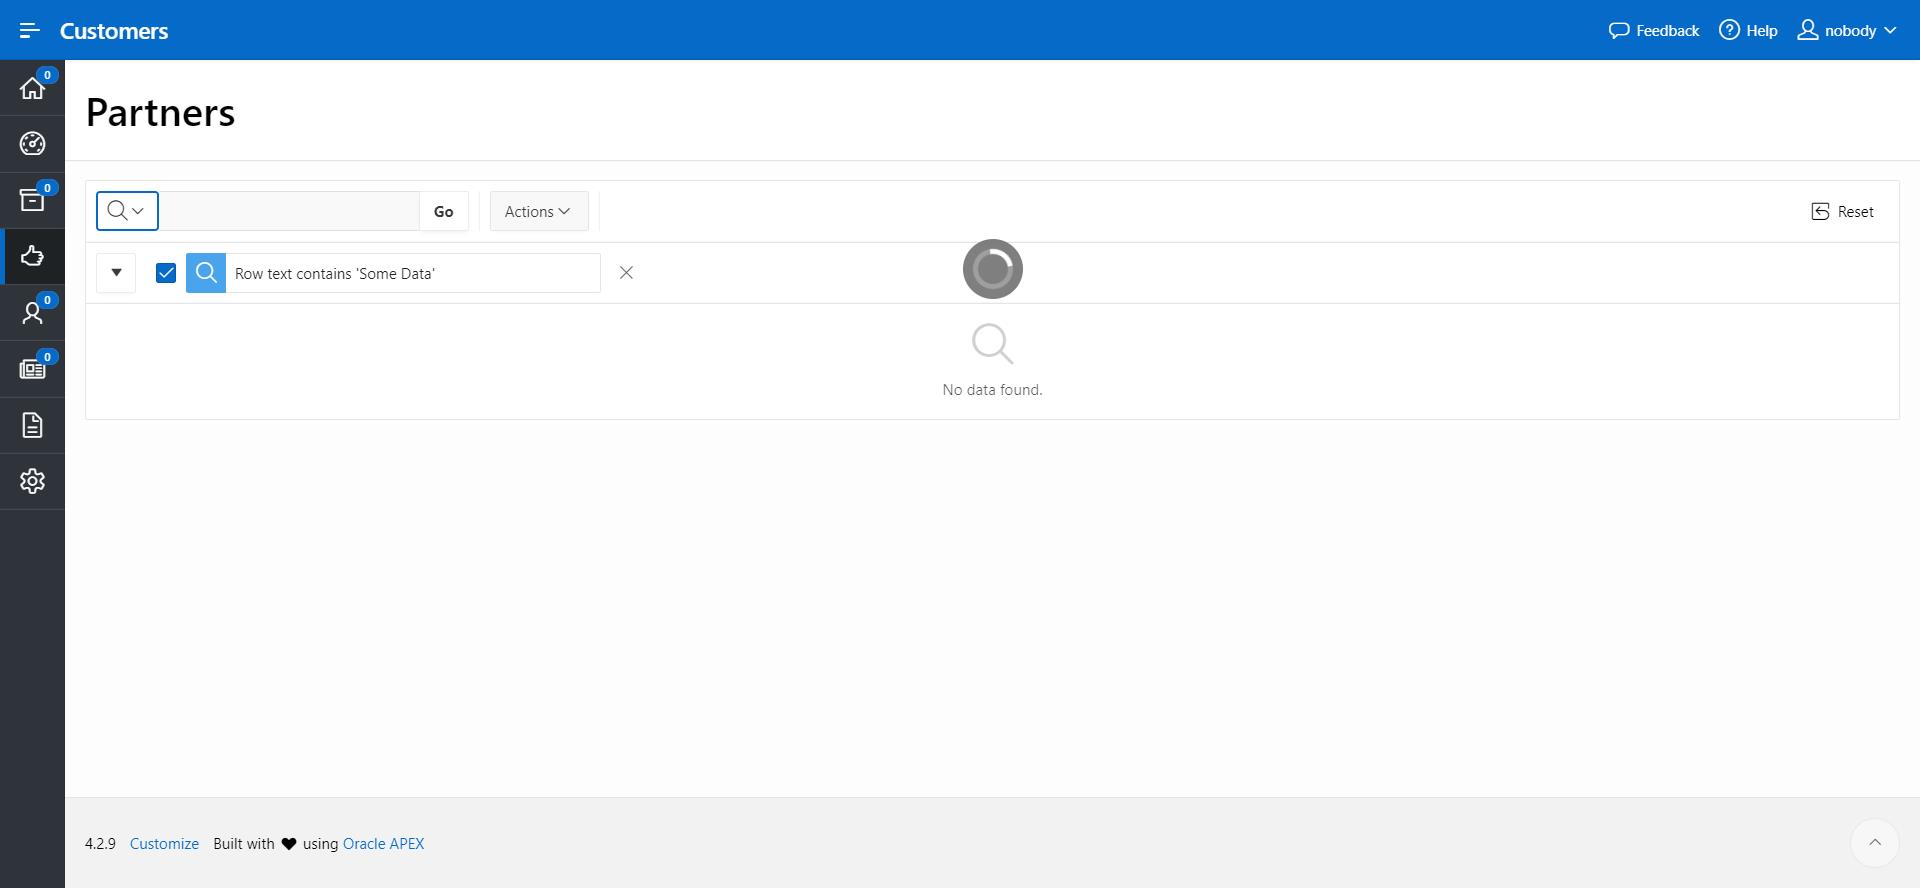 Customers
Feedback
Help
nobody
0
0
0
0
Partners
Go
Actions
Reset
Row text contains 'Some Data'
No data found.
4.2.9 Customize Built with using Oracle APEX